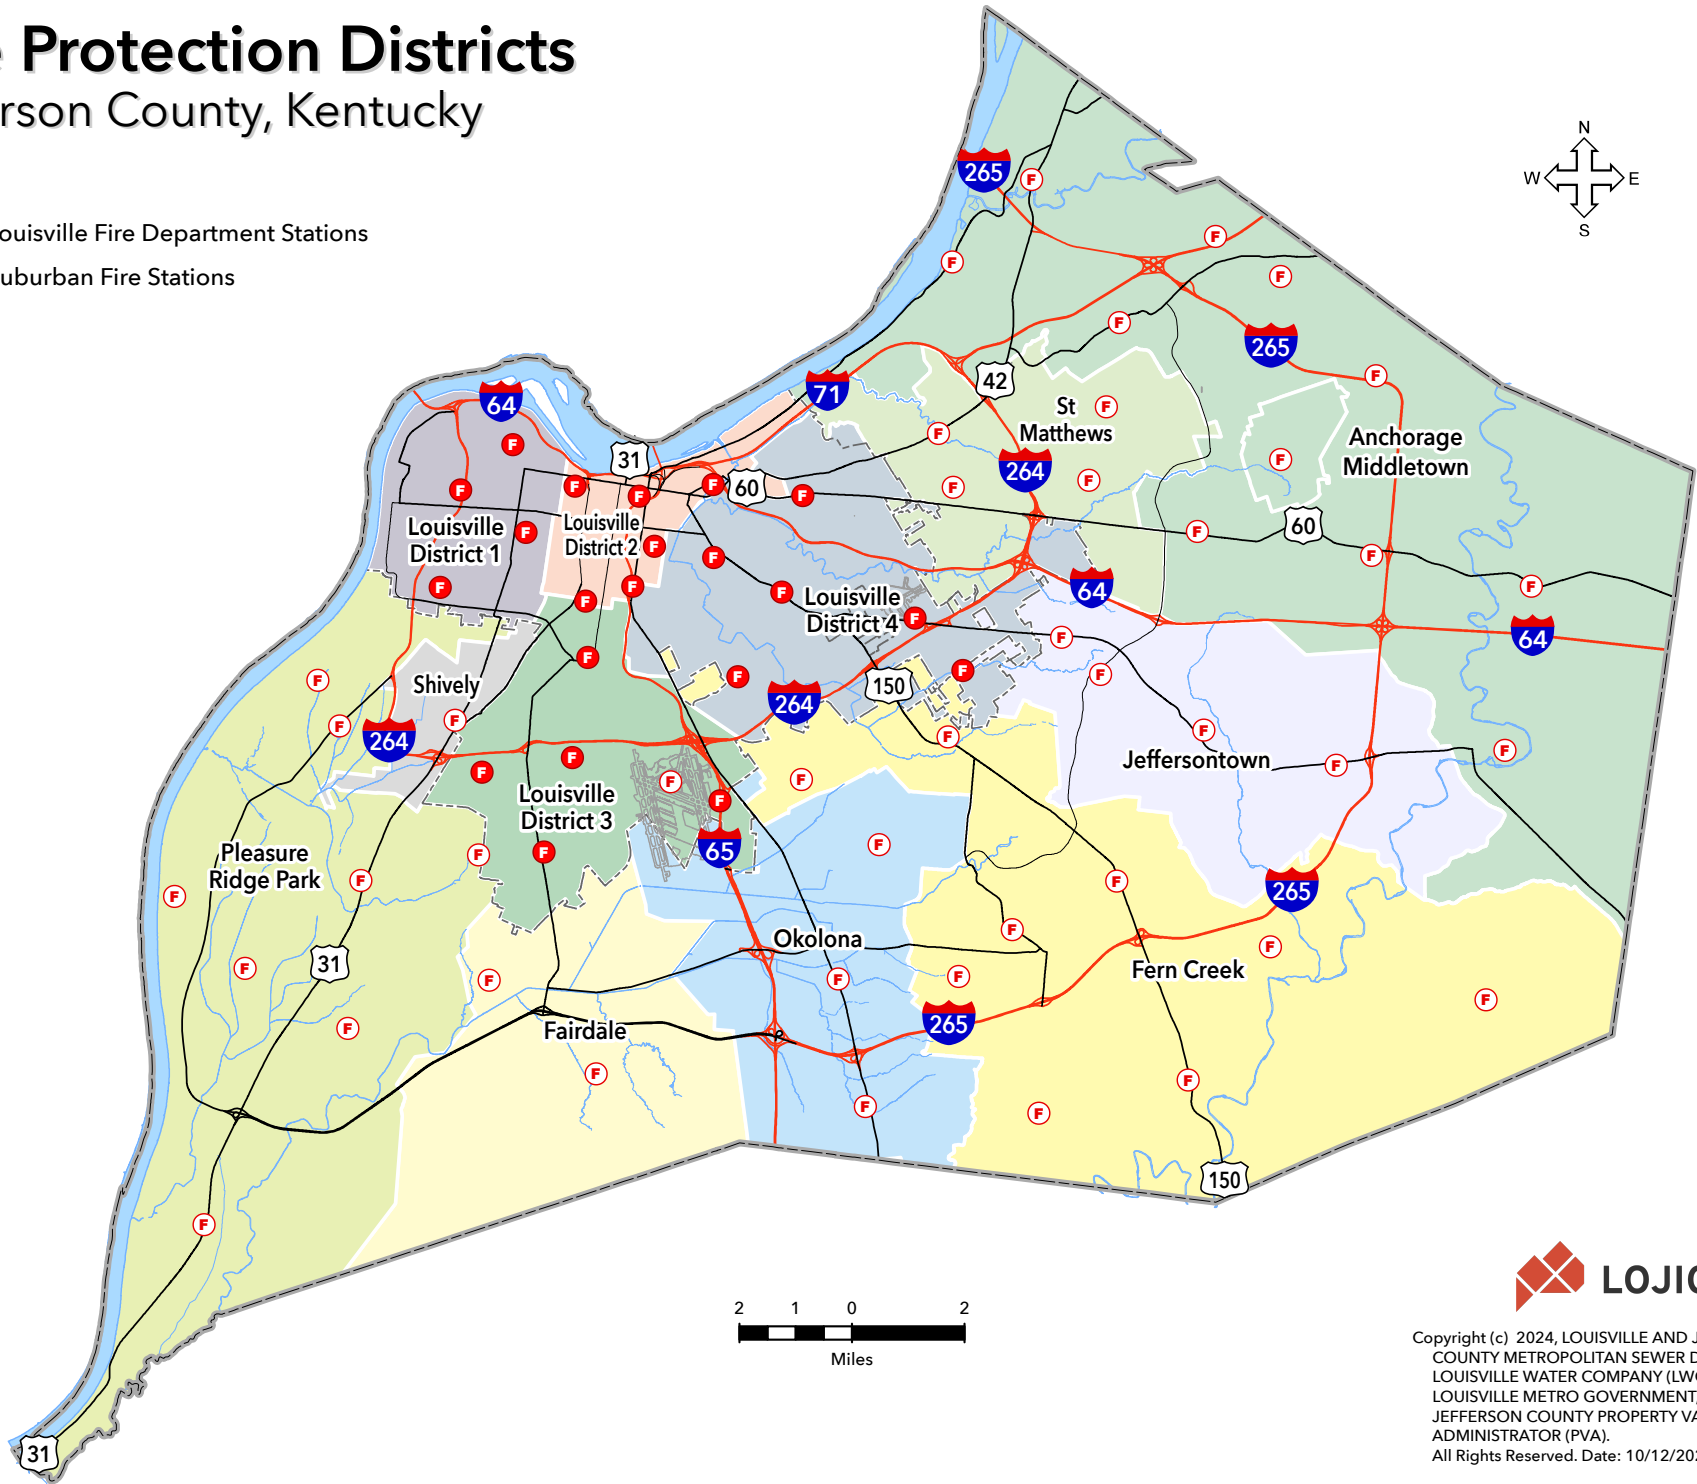 Protection Districts
rson County, Kentucky
ouisville Fire Department Stations
uburban Fire Stations
N
W E
S
265
F
F
F
F
265
F
F
42
71
64
St
Matthews
F
Anchorage
Middletown
F
F
31
264
F
F
F
60
F
F
F
F
F
F
60
F
F
F
Louisville
District 1
Louisville
District 2
F
F
F
F
F
F
F
Louisville
District 4
F
64
F
F
64
F
F
F
F
F
Shively
150
264
F
F
264
F
F
F
F
Jeffersontown
F
F
F
F
F
F
F
Louisville
District 3
65
F
F
F
Pleasure
Ridge Park
F
F
F
265
Okolona
F
F
Fern Creek
31
F
F
F
F
F
265
Fairdale
F
F
F
F
F
150
F
2 1 0 2
Miles
31
LOJIC
Copyright (c) 2024, LOUISVILLE AND J
COUNTY METROPOLITAN SEWER D
LOUISVILLE WATER COMPANY (LW
LOUISVILLE METRO GOVERNMENT,
JEFFERSON COUNTY PROPERTY VA
ADMINISTRATOR (PVA).
All Rights Reserved. Date: 10/12/202